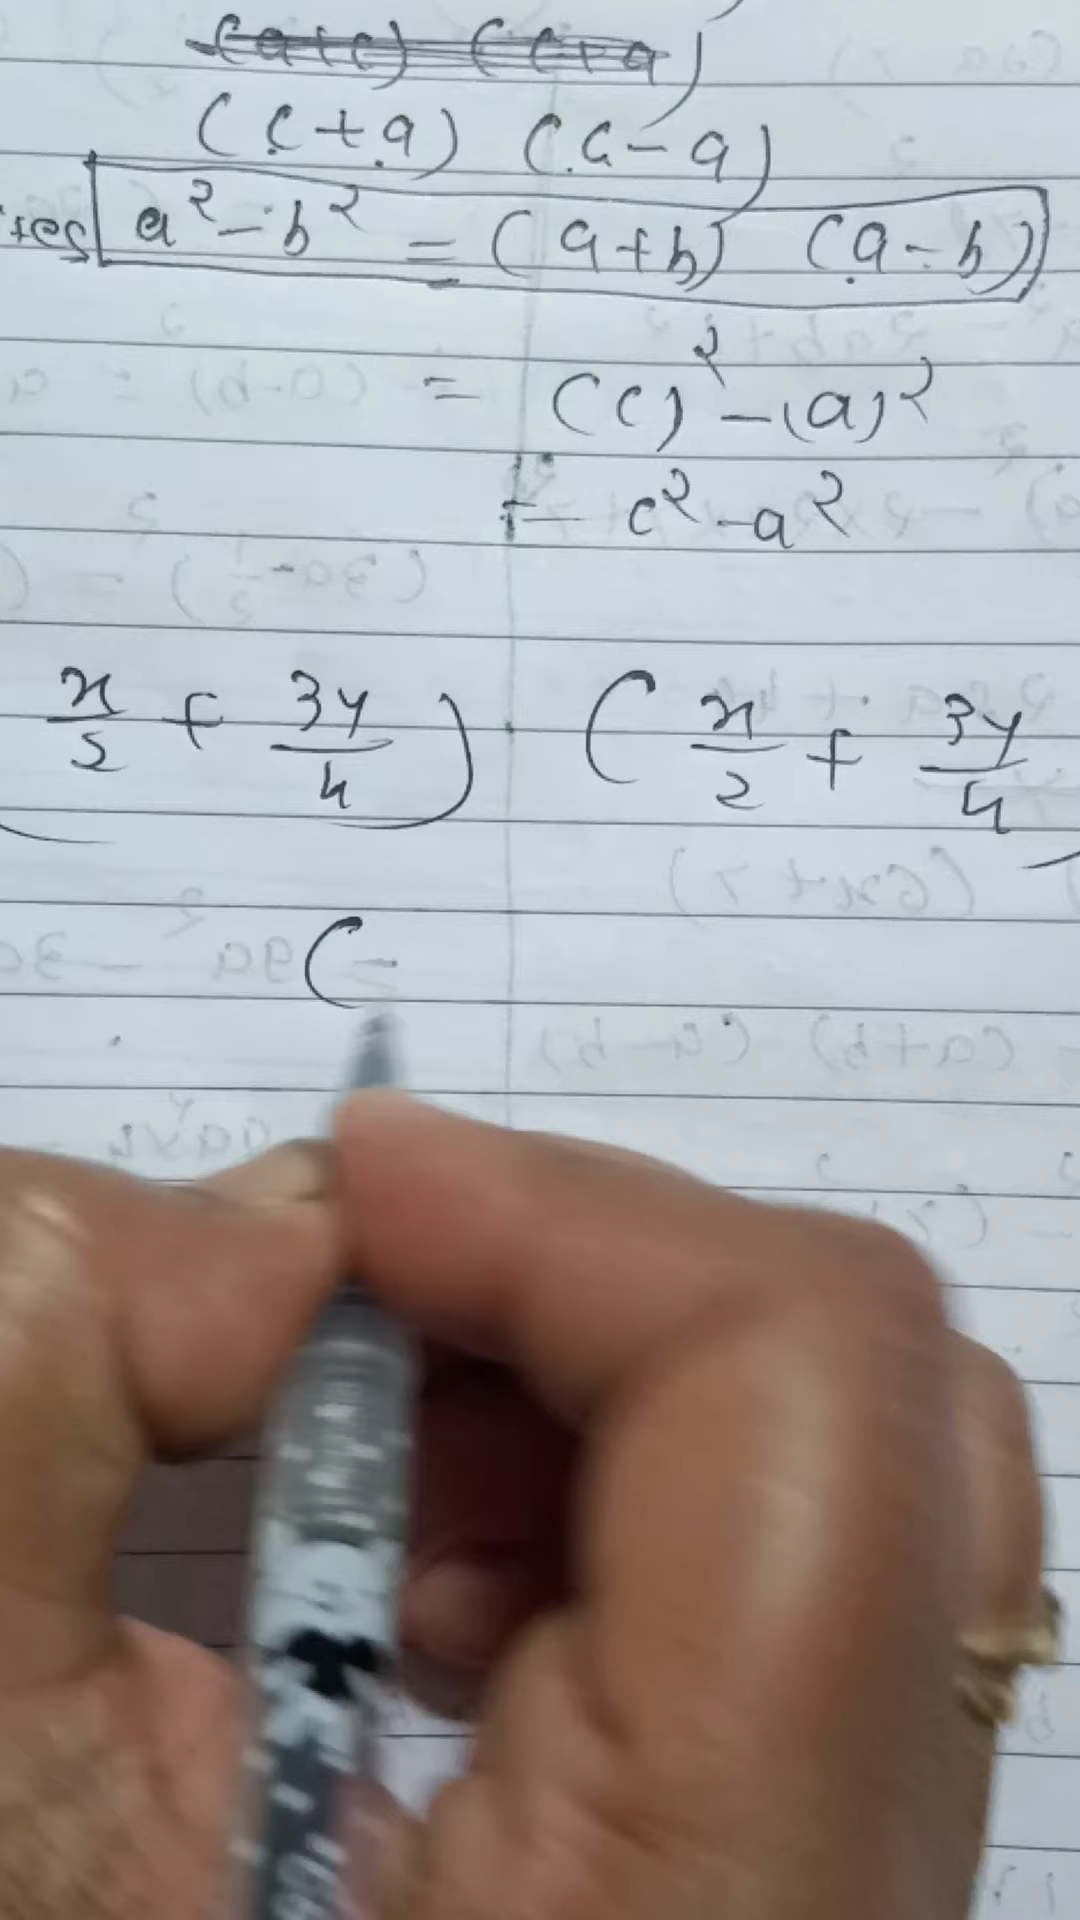 (a+c) (c+a)
(c+a) (c-a)
a² - b² = (a+b) (a-b)
= (c)² - (a)²
= c² - a²
x/2 + 3y/4) (x/2 + 3y/4)
(